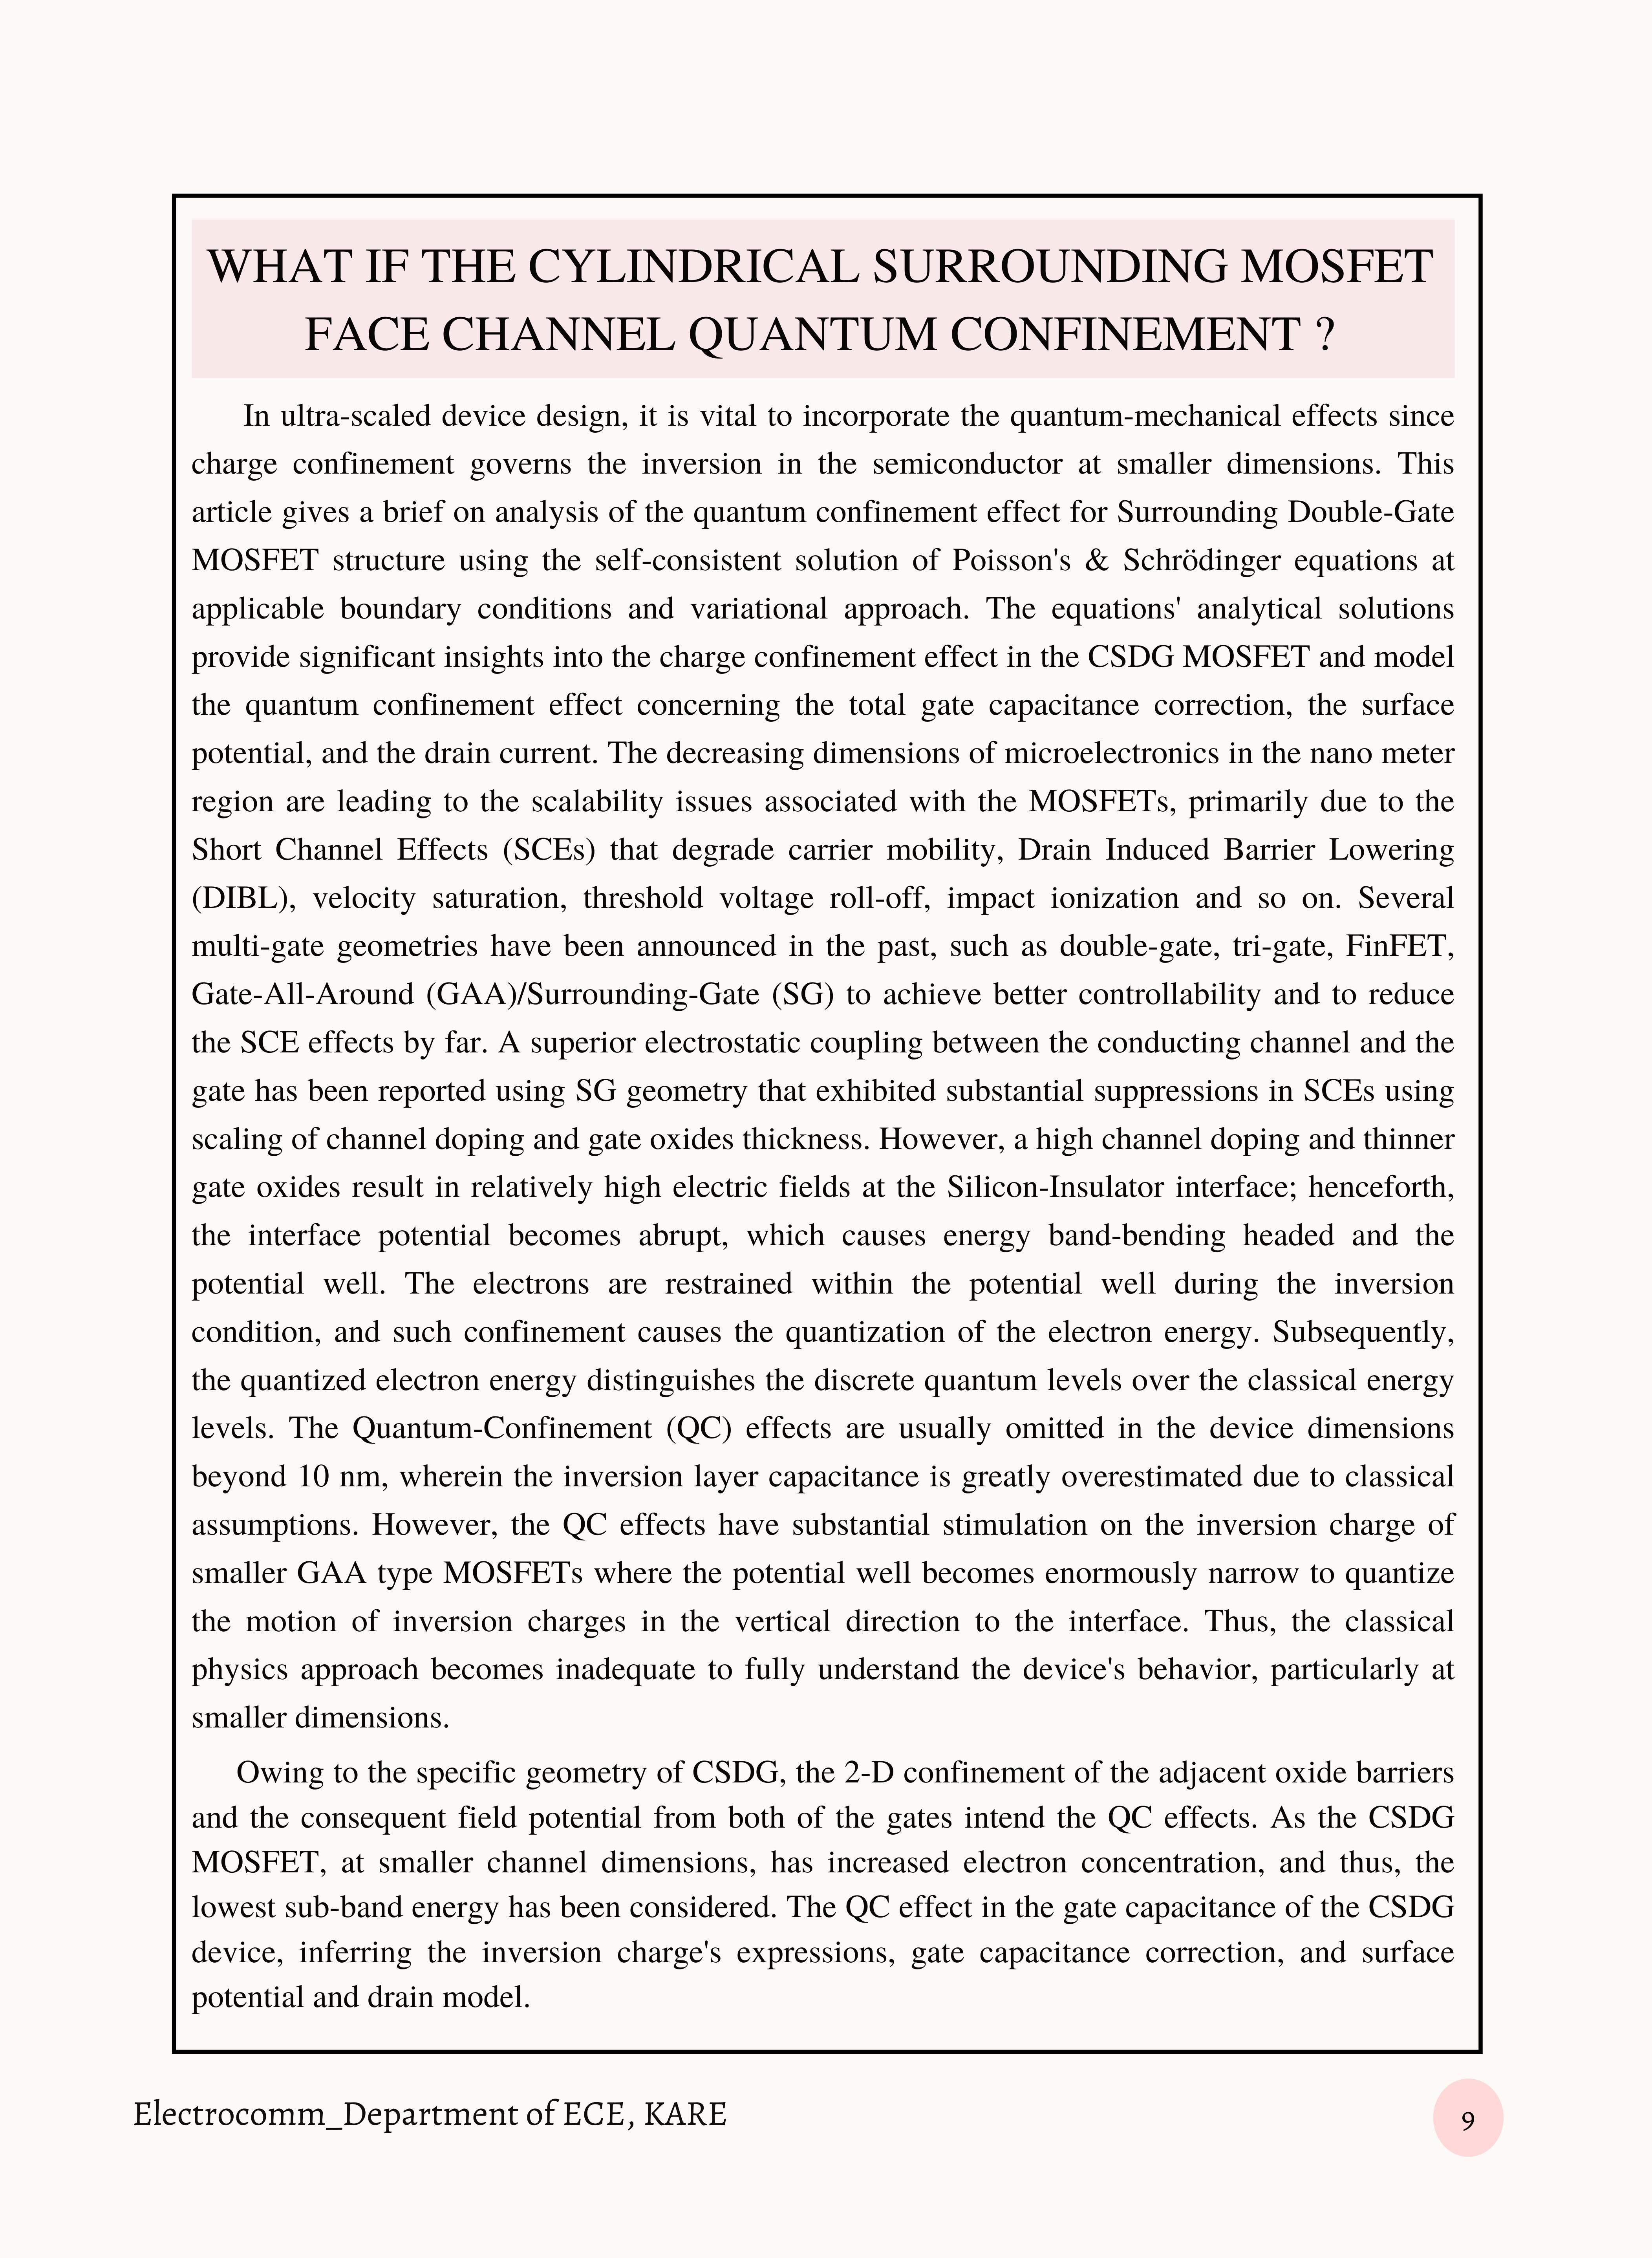 WHAT IF THE CYLINDRICAL SURROUNDING MOSFET
FACE CHANNEL QUANTUM CONFINEMENT ?
In ultra-scaled device design, it is vital to incorporate the quantum-mechanical effects since
charge confinement governs the inversion in the semiconductor at smaller dimensions. This
article gives a brief on analysis of the quantum confinement effect for Surrounding Double-Gate
MOSFET structure using the self-consistent solution of Poisson's & Schrödinger equations at
applicable boundary conditions and variational approach. The equations' analytical solutions
provide significant insights into the charge confinement effect in the CSDG MOSFET and model
the quantum confinement effect concerning the total gate capacitance correction, the surface
potential, and the drain current. The decreasing dimensions of microelectronics in the nano meter
region are leading to the scalability issues associated with the MOSFETs, primarily due to the
Short Channel Effects (SCEs) that degrade carrier mobility, Drain Induced Barrier Lowering
(DIBL), velocity saturation, threshold voltage roll-off, impact ionization and so on. Several
multi-gate geometries have been announced in the past, such as double-gate, tri-gate, FinFET,
Gate-All-Around (GAA)/Surrounding-Gate (SG) to achieve better controllability and to reduce
the SCE effects by far. A superior electrostatic coupling between the conducting channel and the
gate has been reported using SG geometry that exhibited substantial suppressions in SCEs using
scaling of channel doping and gate oxides thickness. However, a high channel doping and thinner
gate oxides result in relatively high electric fields at the Silicon-Insulator interface; henceforth,
the interface potential becomes abrupt, which causes energy band-bending headed and the
potential well. The electrons are restrained within the potential well during the inversion
condition, and such confinement causes the quantization of the electron energy. Subsequently,
the quantized electron energy distinguishes the discrete quantum levels over the classical energy
levels. The Quantum-Confinement (QC) effects are usually omitted in the device dimensions
beyond 10 nm, wherein the inversion layer capacitance is greatly overestimated due to classical
assumptions. However, the QC effects have substantial stimulation on the inversion charge of
smaller GAA type MOSFETs where the potential well becomes enormously narrow to quantize
the motion of inversion charges in the vertical direction to the interface. Thus, the classical
physics approach becomes inadequate to fully understand the device's behavior, particularly at
smaller dimensions.
Owing to the specific geometry of CSDG, the 2-D confinement of the adjacent oxide barriers
and the consequent field potential from both of the gates intend the QC effects. As the CSDG
MOSFET, at smaller channel dimensions, has increased electron concentration, and thus, the
lowest sub-band energy has been considered. The QC effect in the gate capacitance of the CSDG
device, inferring the inversion charge's expressions, gate capacitance correction, and surface
potential and drain model.
Electrocomm_Department of ECE, KARE
9